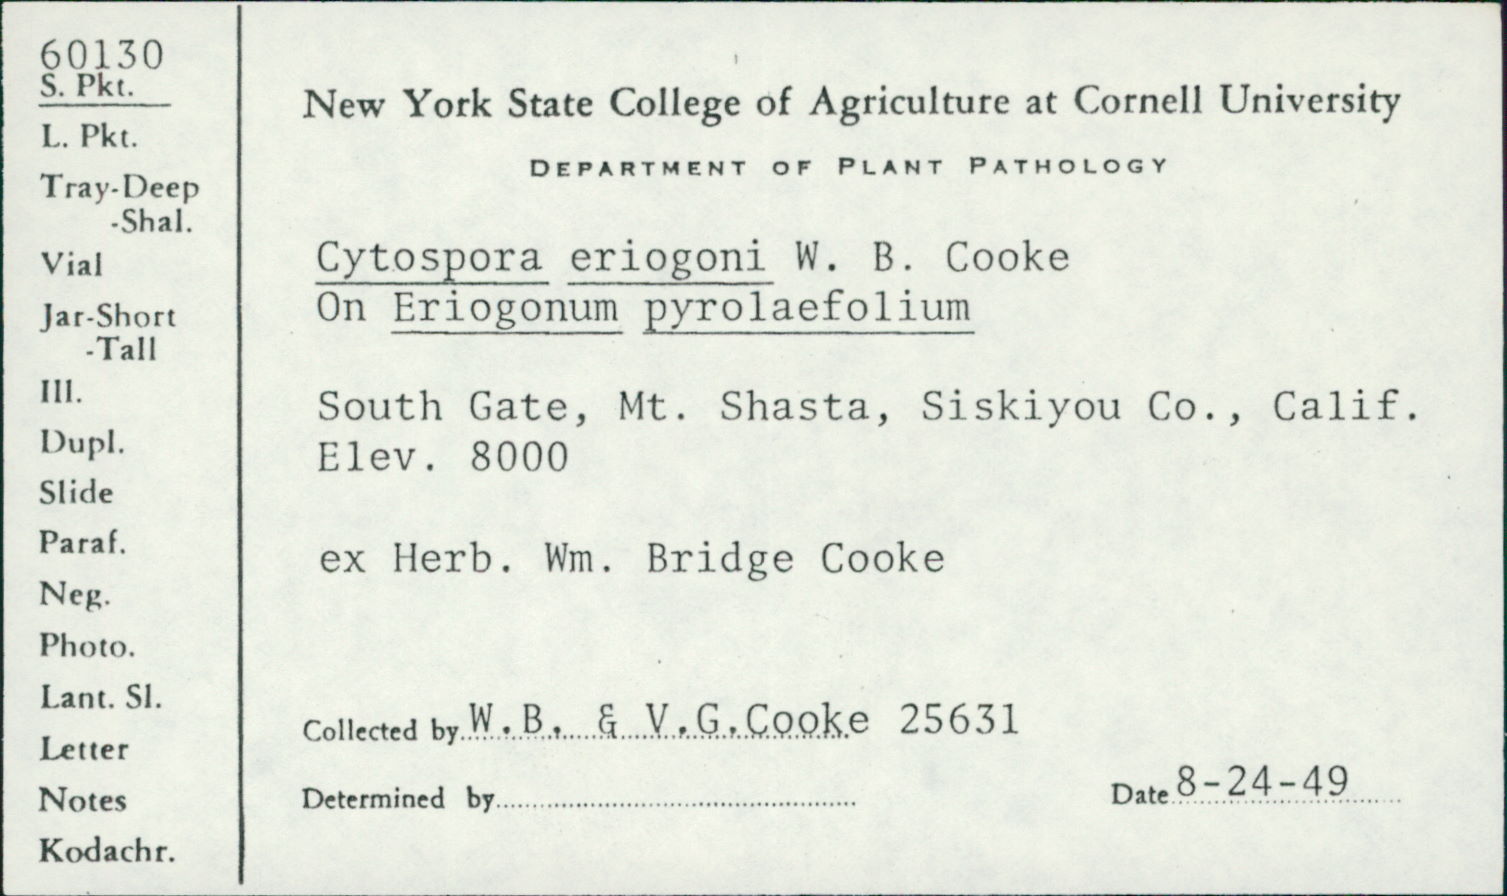 60130
S. Pkt.
L. Pkt.
Tray-Deep
-Shal.
Vial
Jar-Short
-Tall
Ill.
Dupl.
Slide
Paraf.
Neg.
Photo.
Lant. Sl.
Letter
Notes
Kodachr.
New York State College of Agriculture at Cornell University
DEPARTMENT OF PLANT PATHOLOGY
Cytospora eriogoni W. B. Cooke
On Eriogonum pyrolaefolium
South Gate, Mt. Shasta, Siskiyou Co., Calif.
Elev. 8000
ex Herb. Wm. Bridge Cooke
Collected by W.B. & V.G.Cooke 25631
Determined by
Date 8-24-49